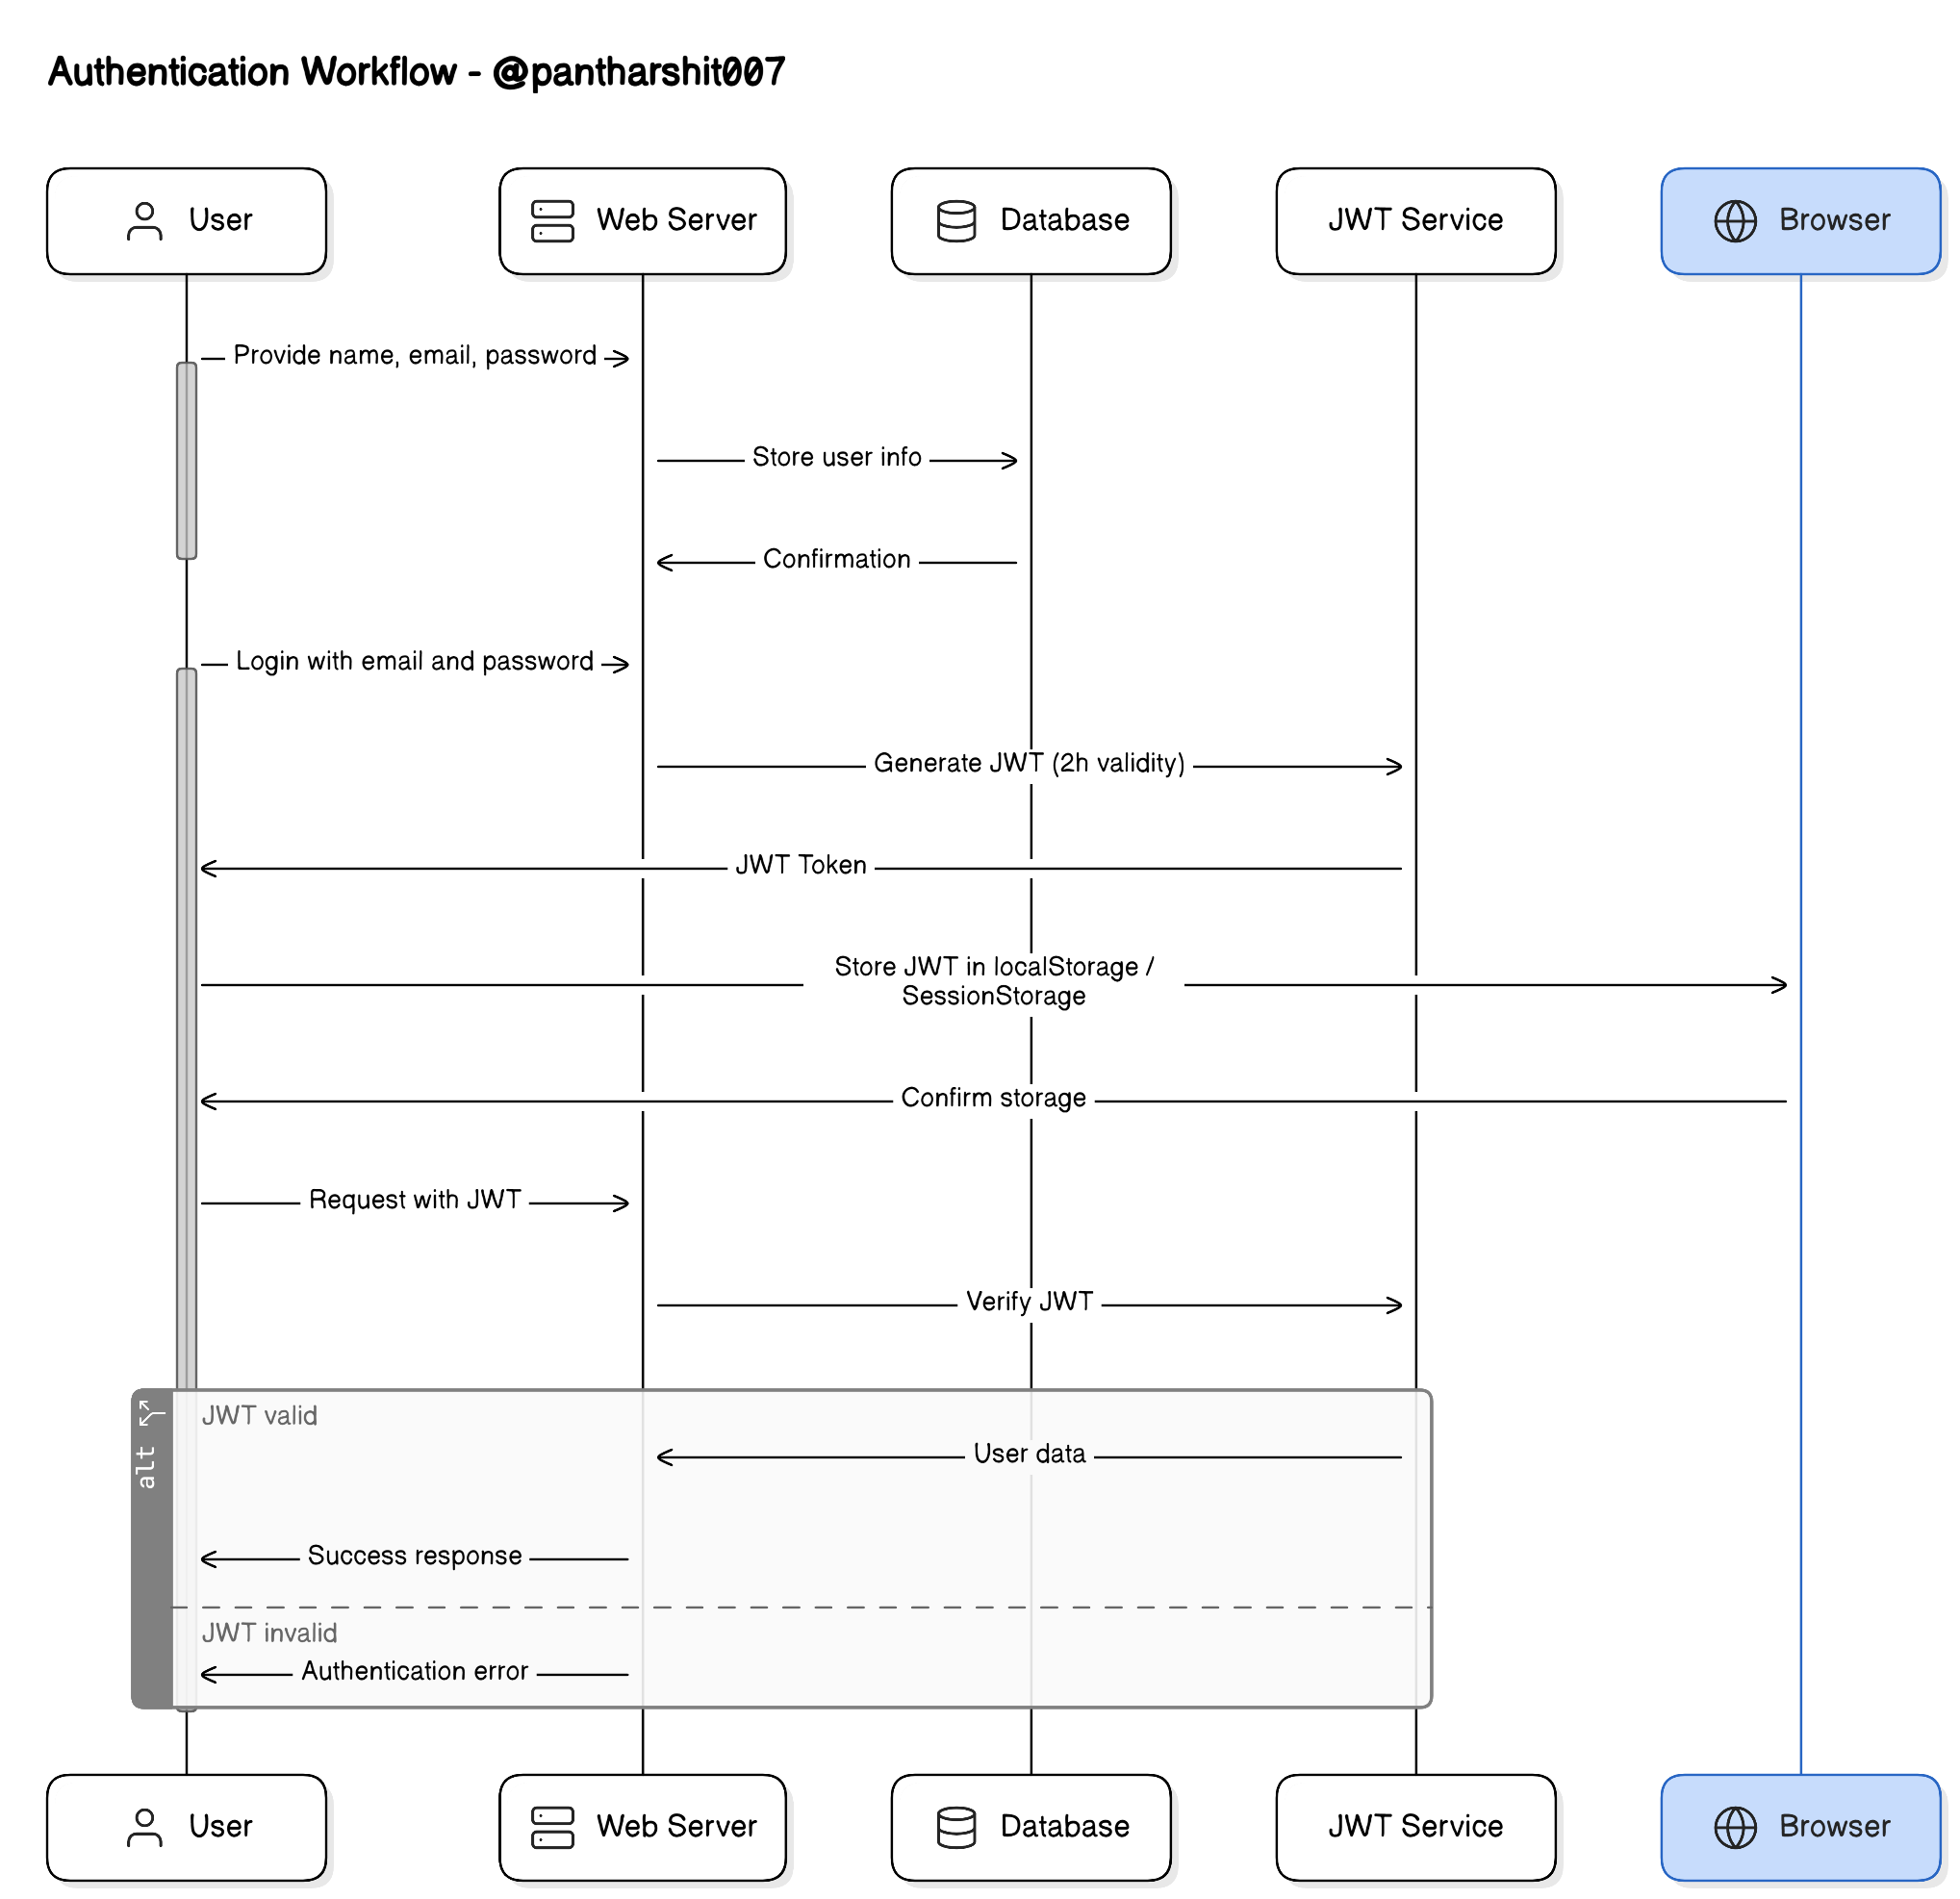 Authentication Workflow - @pantharshit007
User
Web Server
Database
JWT Service
Browser
Provide name, email, password
Store user info
Confirmation
Login with email and password
Generate JWT (2h validity)
JWT Token
Store JWT in localStorage /
SessionStorage
Confirm storage
Request with JWT
Verify JWT
alt
JWT valid
User data
Success response
JWT invalid
Authentication error
User
Web Server
Database
JWT Service
Browser